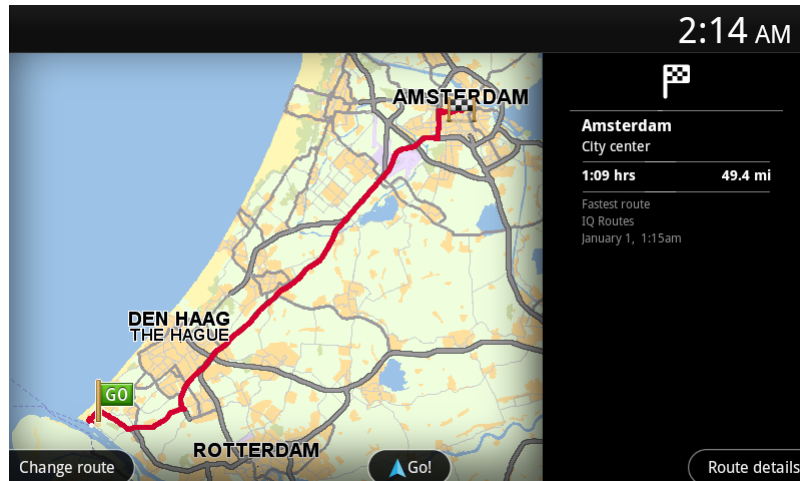 2:14 AM
AMSTERDAM
DEN HAAG
THE HAGUE
GO
ROTTERDAM
Change route
Go!
Amsterdam
City center
1:09 hrs 49.4 mi
Fastest route
IQ Routes
January 1, 1:15am
Route details